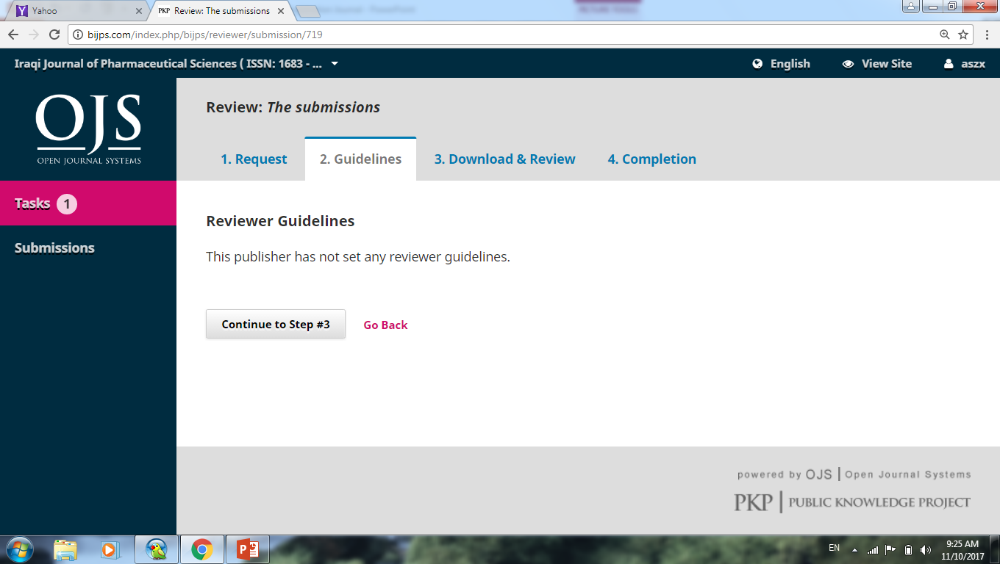 Yahoo
PKP Review: The submissions
bijps.com/index.php/bijps/reviewer/submission/719
Iraqi Journal of Pharmaceutical Sciences ( ISSN: 1683 - ...
English
View Site
aszx
OJS
OPEN JOURNAL SYSTEMS
Review: The submissions
1. Request
2. Guidelines
3. Download & Review
4. Completion
Tasks 1
Submissions
Reviewer Guidelines
This publisher has not set any reviewer guidelines.
Continue to Step #3
Go Back
powered by OJS | Open Journal Systems
PKP | PUBLIC KNOWLEDGE PROJECT
EN
9:25 AM
11/10/2017